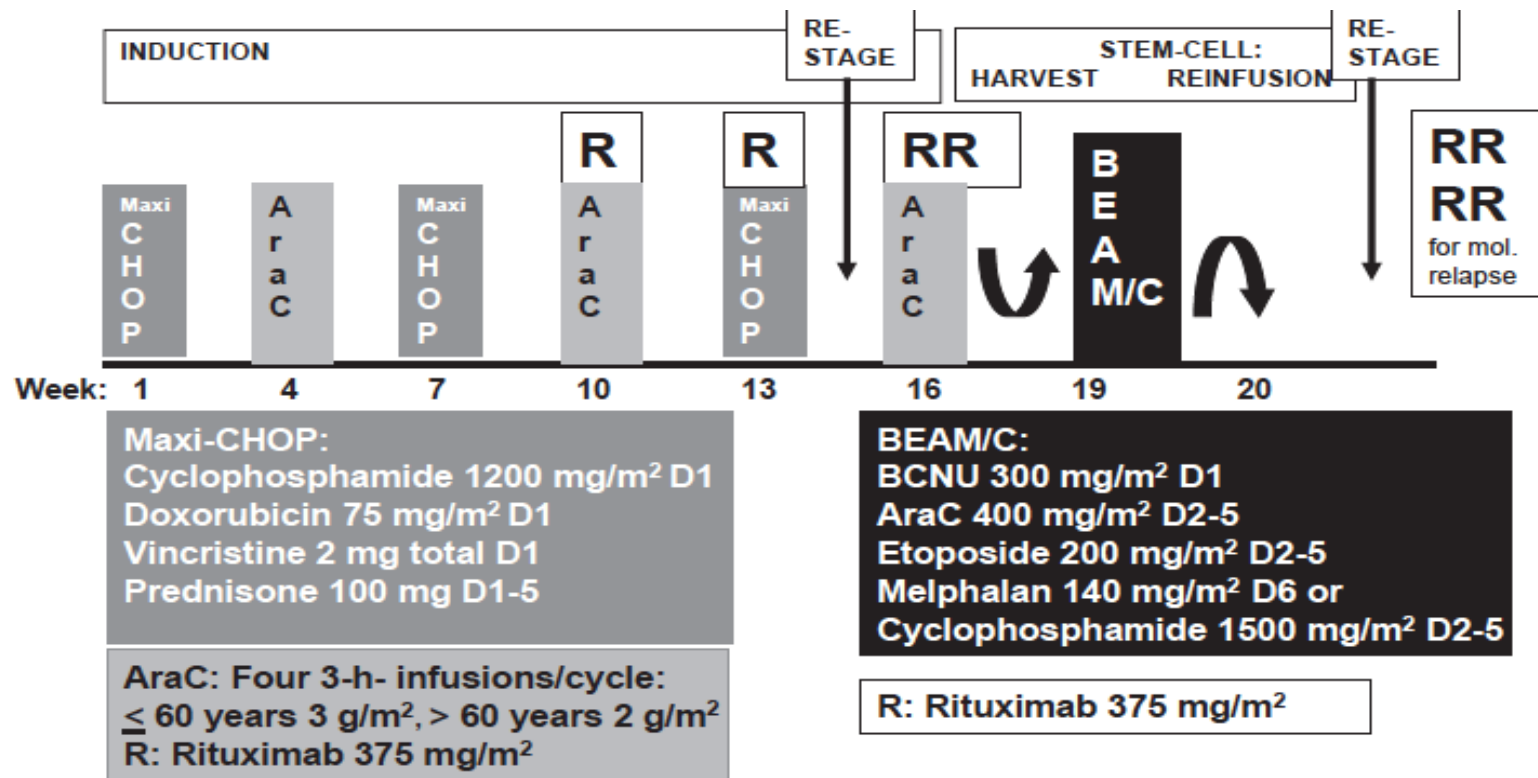 INDUCTION
RE-
STAGE
STEM-CELL:
HARVEST REINFUSION
RE-
STAGE
R
R
RR
RR
RR
for mol.
relapse
Maxi
C
H
O
P
A
r
a
C
Maxi
C
H
O
P
A
r
a
C
Maxi
C
H
O
P
A
r
a
C
B
E
A
M/C
Week: 1 4 7 10 13 16 19 20
Maxi-CHOP:
Cyclophosphamide 1200 mg/m² D1
Doxorubicin 75 mg/m² D1
Vincristine 2 mg total D1
Prednisone 100 mg D1-5
AraC: Four 3-h- infusions/cycle:
≤ 60 years 3 g/m², > 60 years 2 g/m²
R: Rituximab 375 mg/m²
BEAM/C:
BCNU 300 mg/m² D1
AraC 400 mg/m² D2-5
Etoposide 200 mg/m² D2-5
Melphalan 140 mg/m² D6 or
Cyclophosphamide 1500 mg/m² D2-5
R: Rituximab 375 mg/m²